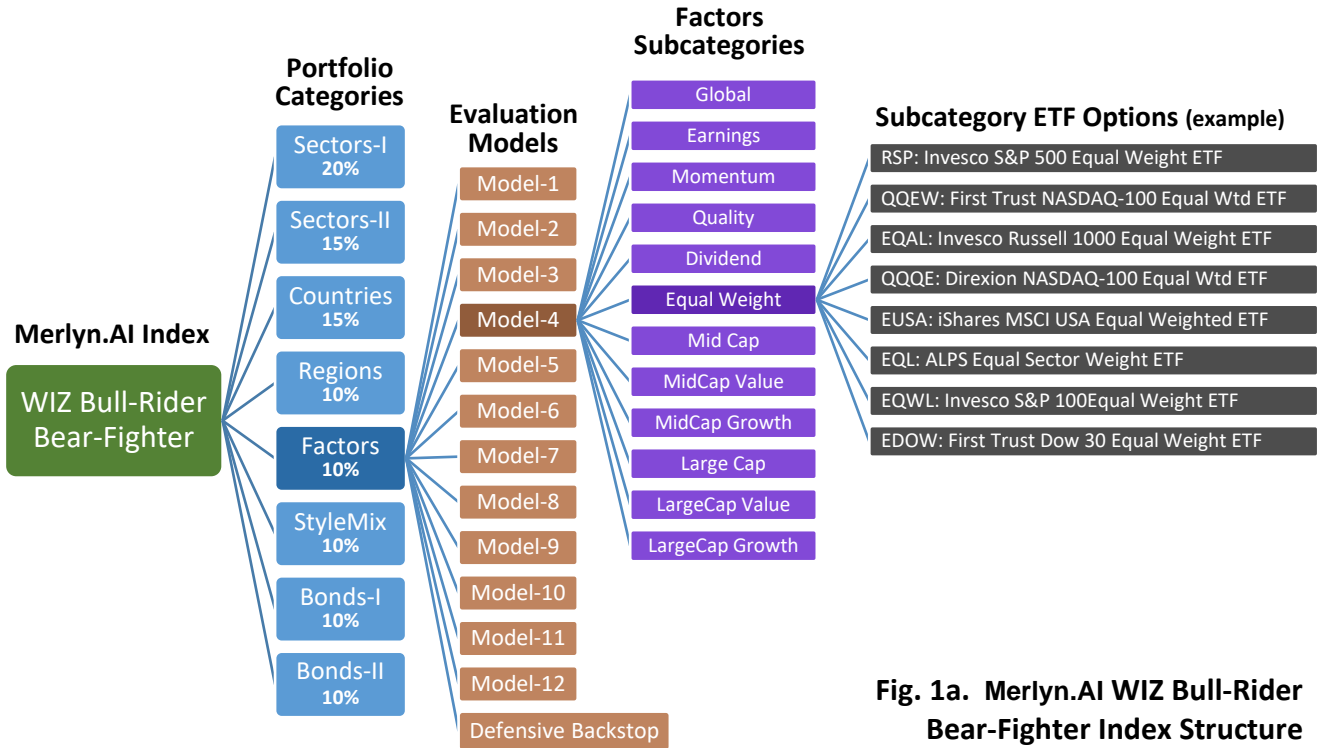 Factors
Subcategories
Portfolio
Categories
Evaluation
Models
Subcategory ETF Options (example)
Merlyn.AI Index
WIZ Bull-Rider
Bear-Fighter
Sectors-I
20%
Sectors-II
15%
Countries
15%
Regions
10%
Factors
10%
StyleMix
10%
Bonds-I
10%
Bonds-II
10%
Model-1
Model-2
Model-3
Model-4
Model-5
Model-6
Model-7
Model-8
Model-9
Model-10
Model-11
Model-12
Defensive Backstop
Global
Earnings
Momentum
Quality
Dividend
Equal Weight
Mid Cap
MidCap Value
MidCap Growth
Large Cap
LargeCap Value
LargeCap Growth
RSP: Invesco S&P 500 Equal Weight ETF
QQEW: First Trust NASDAQ-100 Equal Wtd ETF
EQAL: Invesco Russell 1000 Equal Weight ETF
QQQE: Direxion NASDAQ-100 Equal Wtd ETF
EUSA: iShares MSCI USA Equal Weighted ETF
EQL: ALPS Equal Sector Weight ETF
EQWL: Invesco S&P 100Equal Weight ETF
EDOW: First Trust Dow 30 Equal Weight ETF
Fig. 1a. Merlyn.AI WIZ Bull-Rider
Bear-Fighter Index Structure